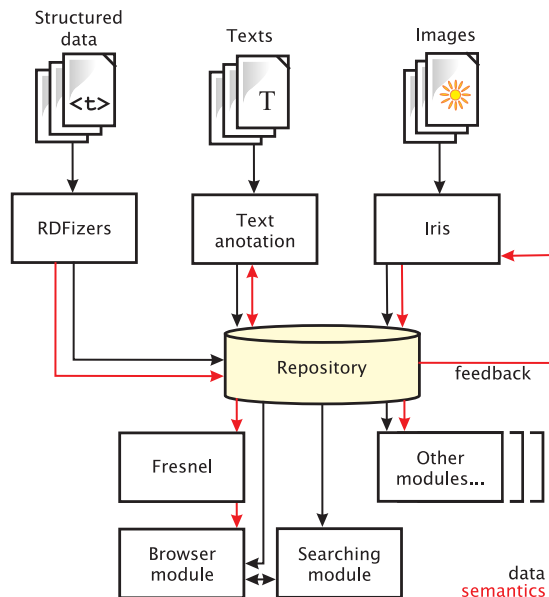 Structured
data
Texts
Images
<t>
T
RDFizers
Text
anotation
Iris
Repository
feedback
Fresnel
Other
modules...
Browser
module
Searching
module
data
semantics